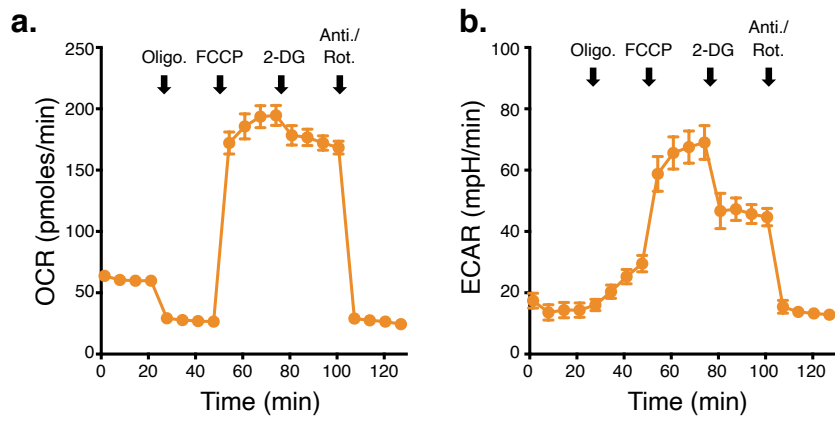 a.
Anti./
Oligo. FCCP 2-DG Rot.
250
200
150
100
50
0
OCR (pmoles/min)
0 20 40 60 80 100 120
Time (min)
b.
Anti./
Oligo. FCCP 2-DG Rot.
100
80
60
40
20
0
ECAR (mpH/min)
0 20 40 60 80 100 120
Time (min)